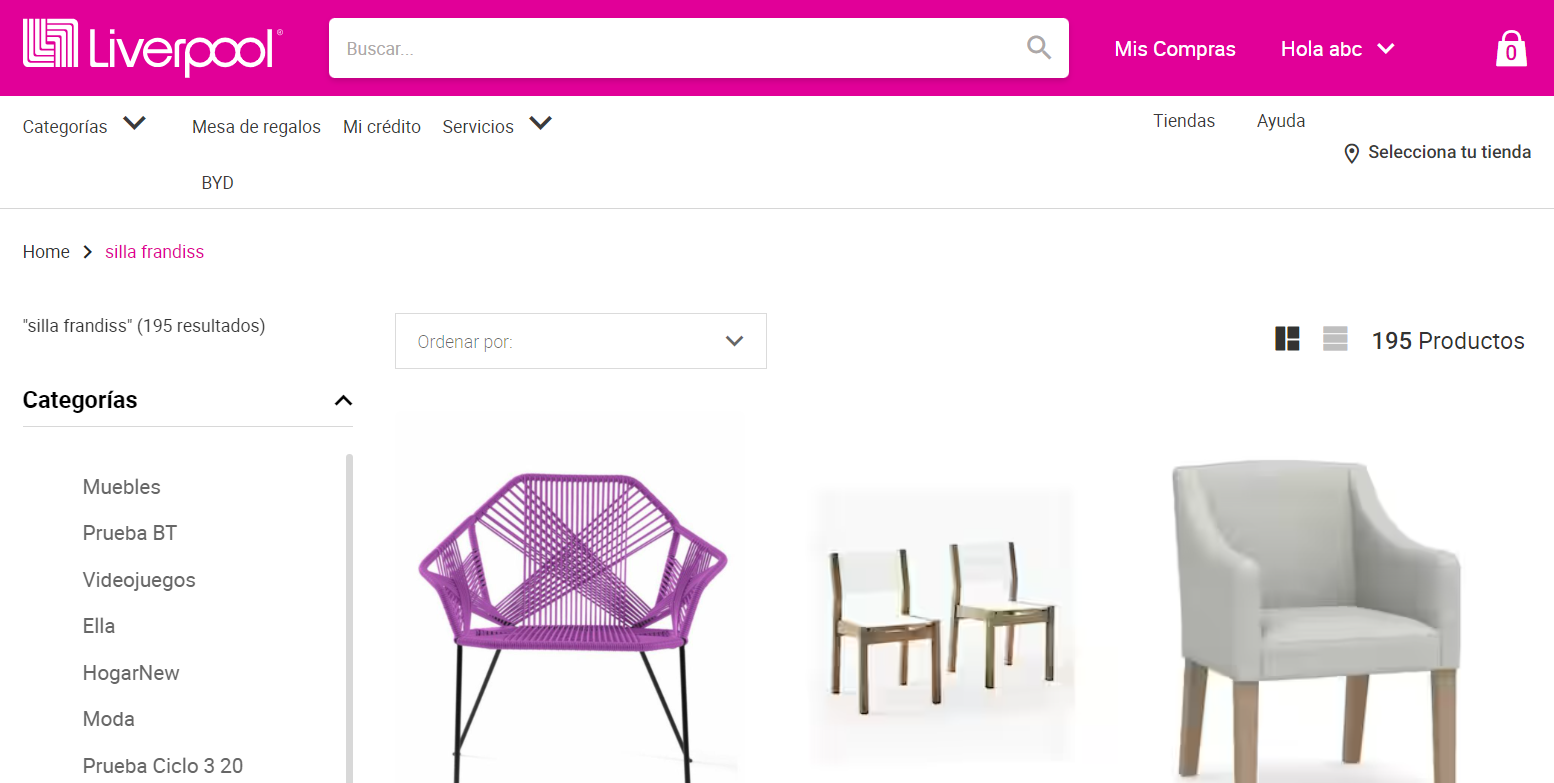 Liverpool®
Buscar...
Mis Compras
Hola abc
0
Categorías
Mesa de regalos
Mi crédito
Servicios
BYD
Tiendas
Ayuda
Selecciona tu tienda
Home
silla frandiss
"silla frandiss" (195 resultados)
Ordenar por:
195 Productos
Categorías
Muebles
Prueba BT
Videojuegos
Ella
HogarNew
Moda
Prueba Ciclo 3 20